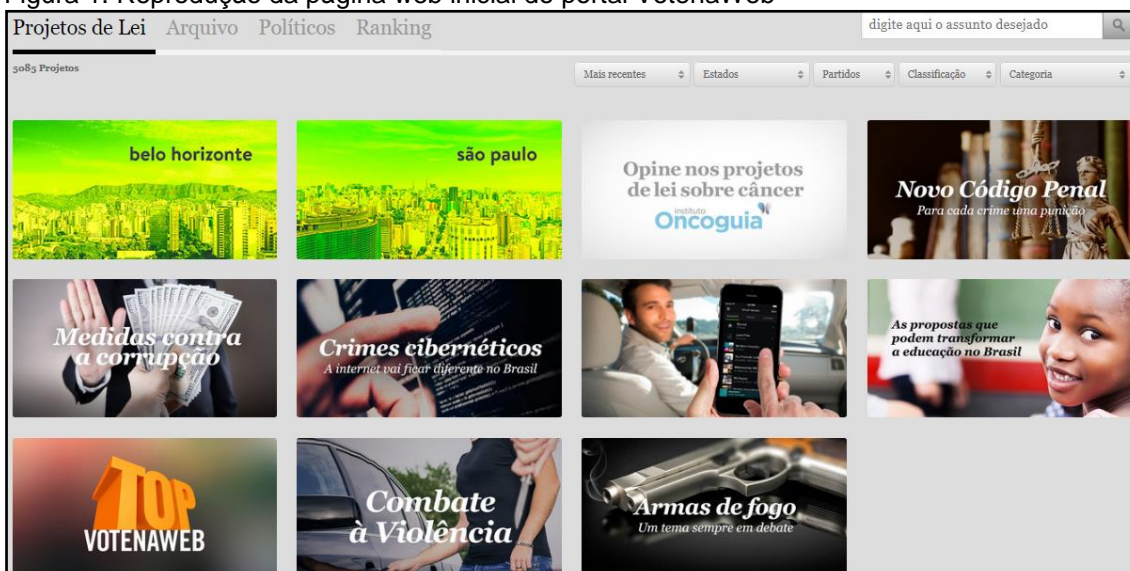 Figura 1: Reprodução da página web inicial do portal VotenaWeb
Projetos de Lei Arquivo Políticos Ranking
digite aqui o assunto desejado
5085 Projetos
Mais recentes Estados Partidos Classificação Categoria
belo horizonte
são paulo
Opine nos projetos
de lei sobre câncer
instituto
Oncoguia
Novo Código Penal
Para cada crime uma punição
Medidas contra
a corrupção
Crimes cibernéticos
A internet vai ficar diferente no Brasil
As propostas que
podem transformar
a educação no Brasil
TOP
VOTENAWEB
Combate
à Violência
Armas de fogo
Um tema sempre em debate